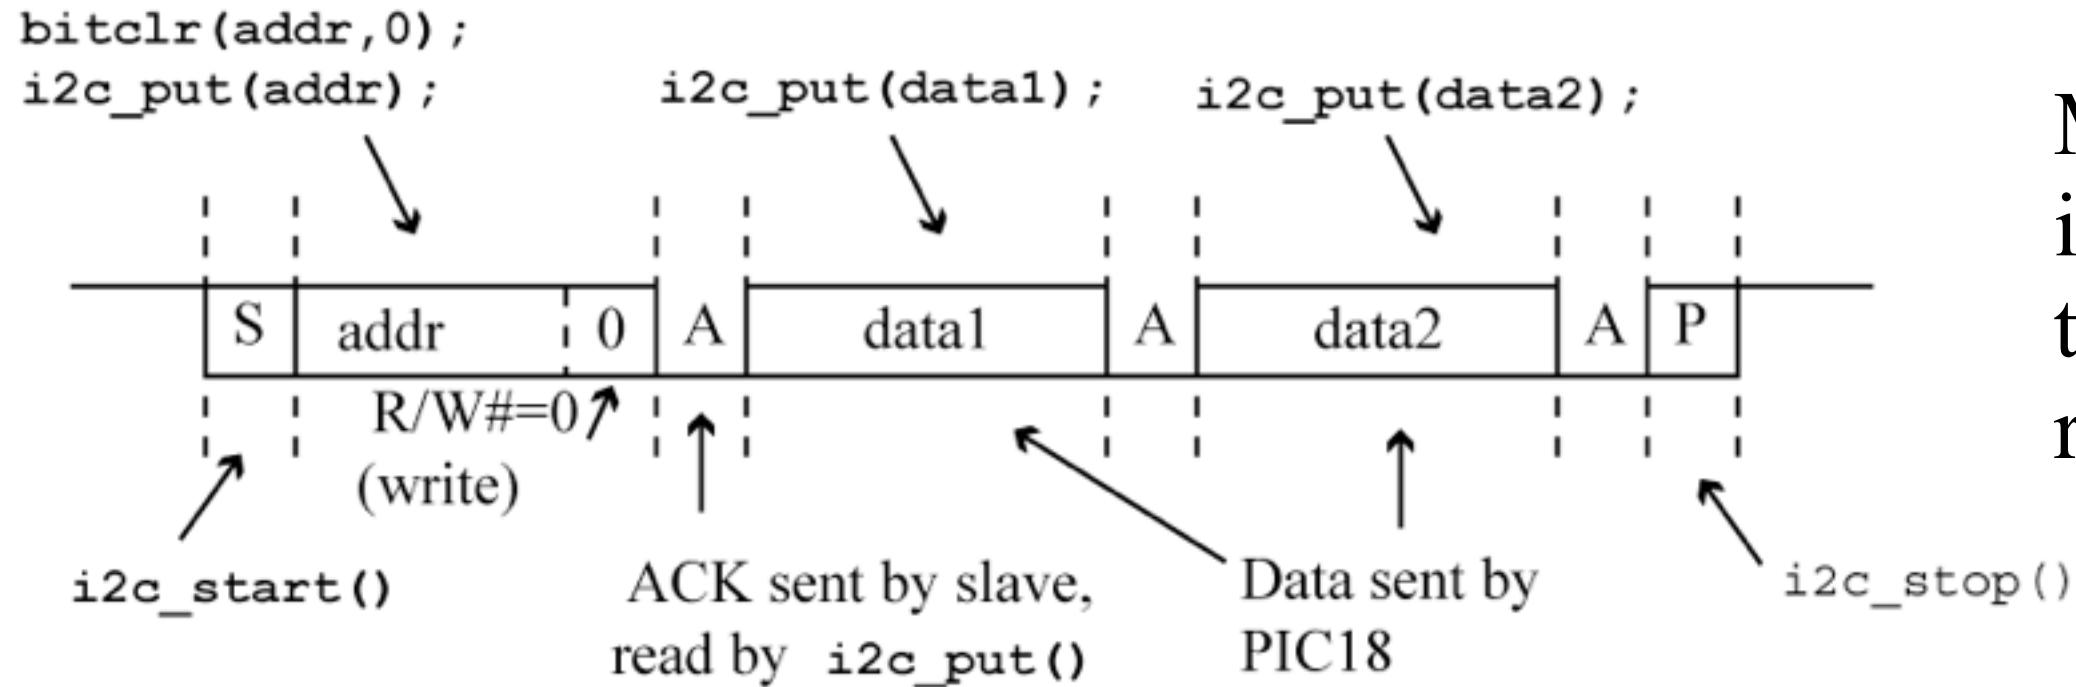 bitclr(addr,0);
i2c_put(addr);
i2c_put(data1);
i2c_put(data2);
S
addr
0
A
data1
A
data2
A
P
R/W#=0
(write)
i2c_start()
ACK sent by slave,
read by i2c_put()
Data sent by
PIC18
i2c_stop()